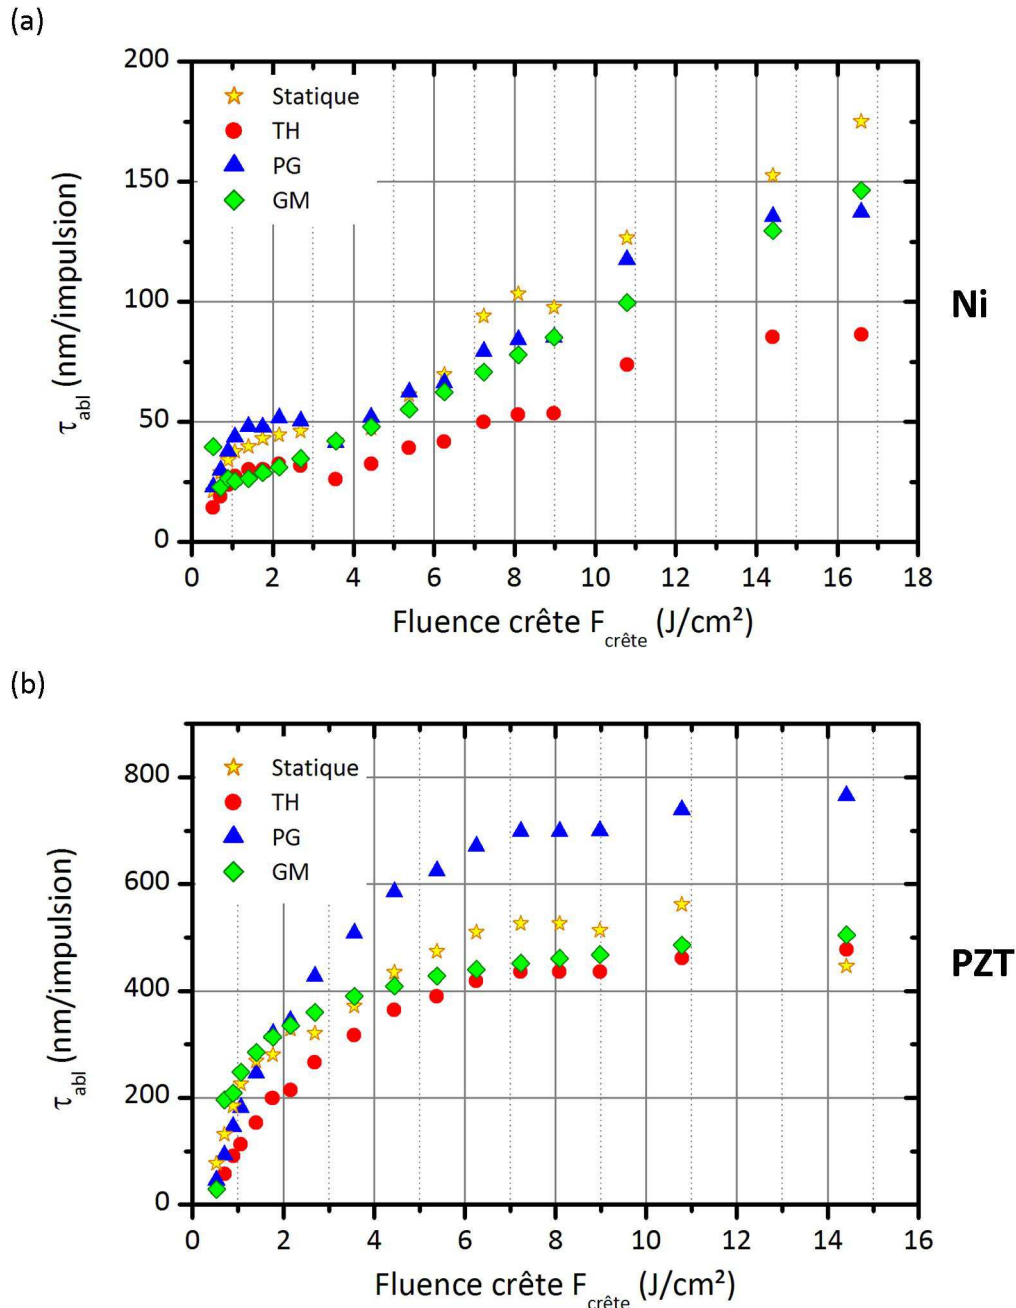 (a)
200
150
100
50
0
τabl (nm/impulsion)
Statique
TH
PG
GM
Ni
0 2 4 6 8 10 12 14 16 18
Fluence crête Fcrête (J/cm²)
(b)
800
600
400
200
0
τabl (nm/impulsion)
Statique
TH
PG
GM
PZT
0 2 4 6 8 10 12 14 16
Fluence crête Fcrête (J/cm²)